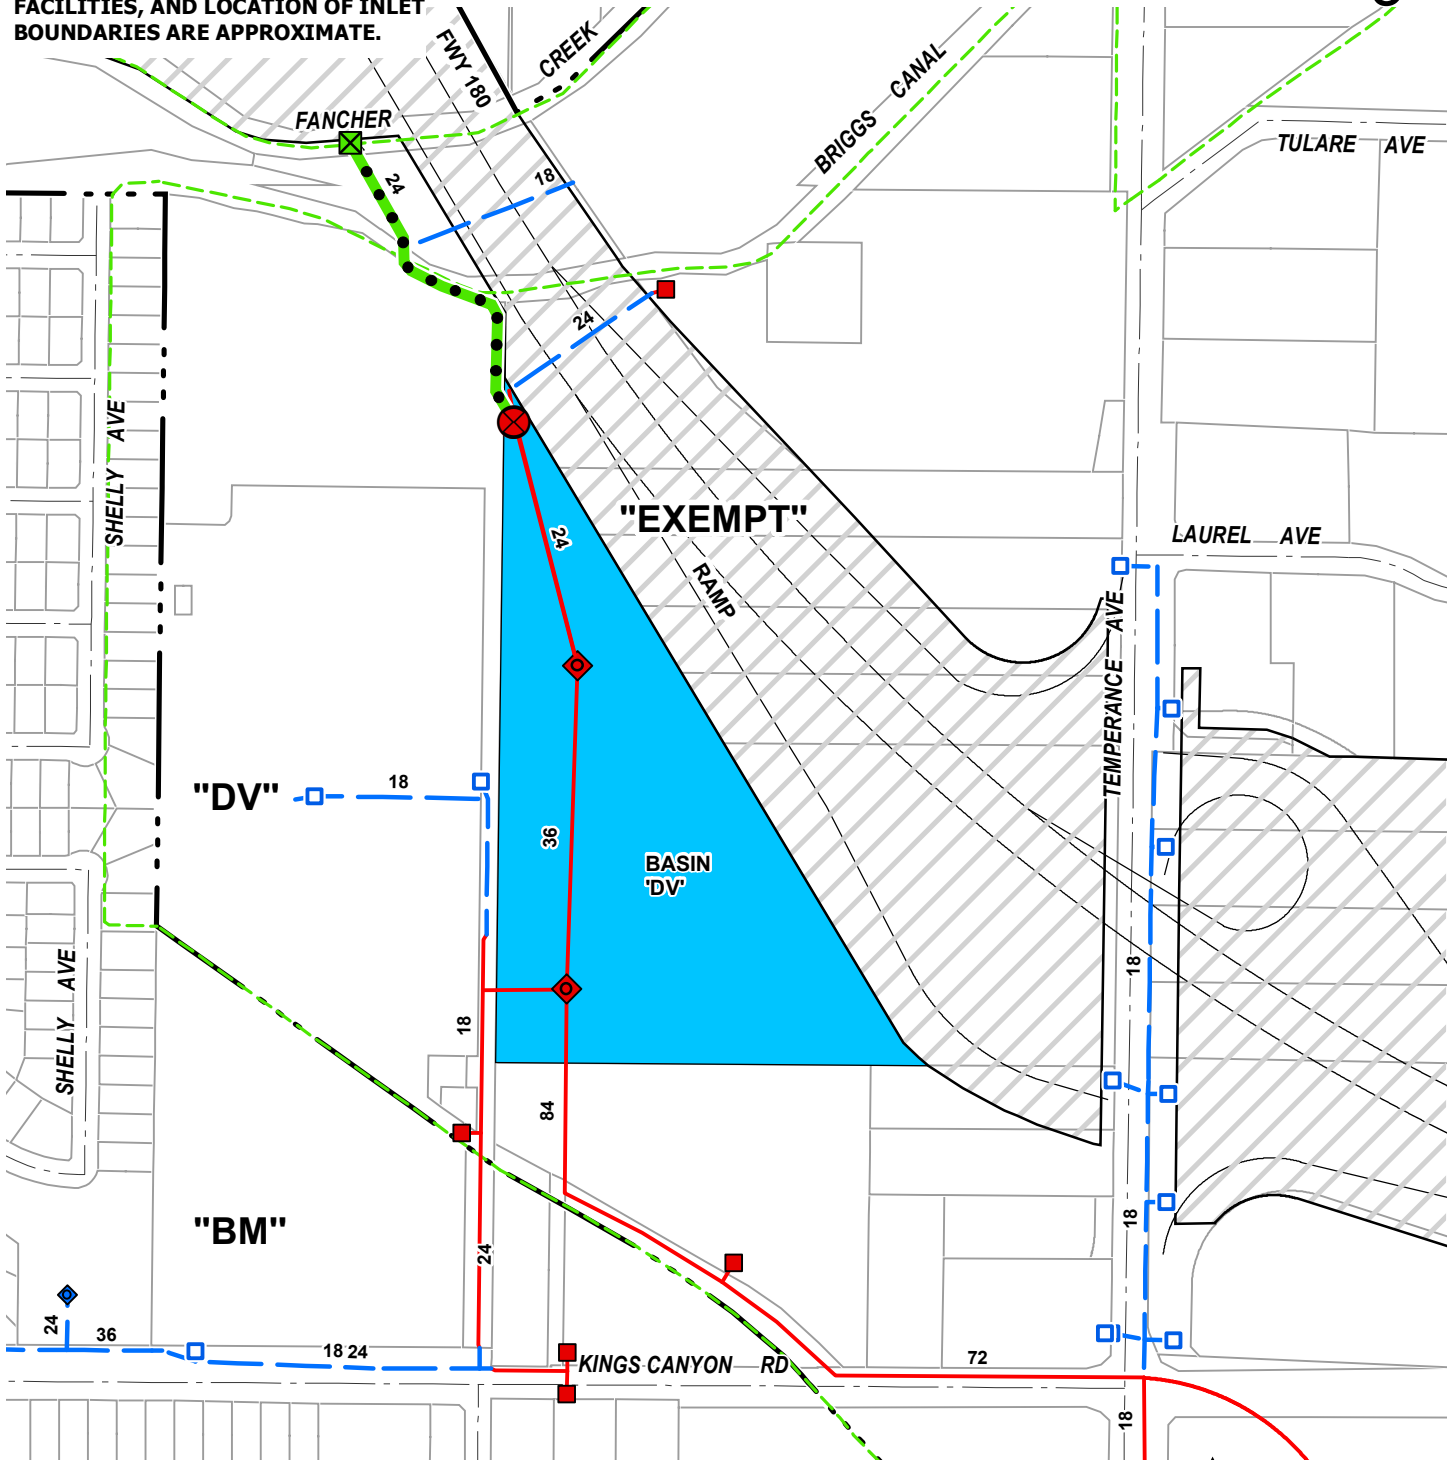 FACILITIES, AND LOCATION OF INLET
BOUNDARIES ARE APPROXIMATE.
FWY 180
CREEK
FANCHER
BRIGGS CANAL
TULARE AVE
24
18
24
SHELLY AVE
"EXEMPT"
24
LAUREL AVE
RAMP
TEMPERANCE AVE
"DV"
18
36
BASIN
'DV'
SHELLY AVE
18
18
84
"BM"
24
18
24
36
18 24
KINGS CANYON RD
72
18